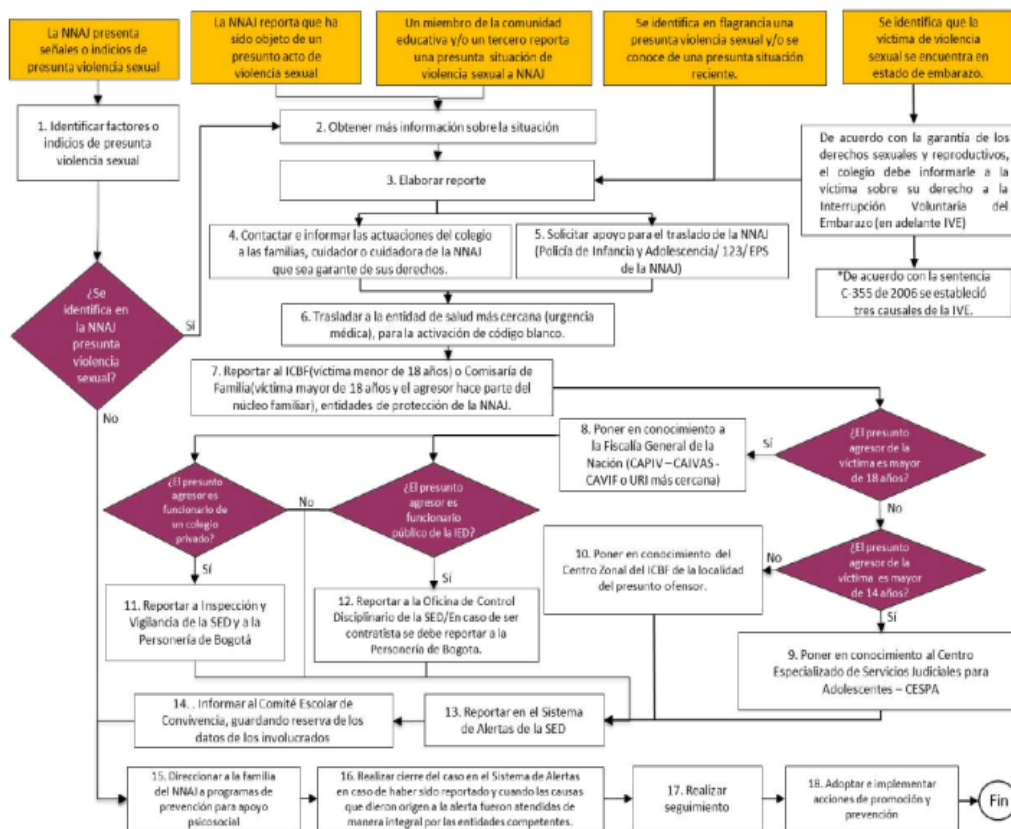 La NNAJ presenta
señales o indicios de
presunta violencia sexual
La NNAJ reporta que ha
sido objeto de un
presunto acto de
violencia sexual
Un miembro de la comunidad
educativa y/o un tercero reporta
una presunta situación de
violencia sexual a NNAJ
Se identifica en flagrancia una
presunta violencia sexual y/o se
conoce de una presunta situación
reciente.
Se identifica que la
víctima de violencia
sexual se encuentra en
estado de embarazo.
1. Identificar factores o
indicios de presunta
violencia sexual
2. Obtener más información sobre la situación
3. Elaborar reporte
De acuerdo con la garantía de los
derechos sexuales y reproductivos,
el colegio debe informarle a la
víctima sobre su derecho a la
Interrupción Voluntaria del
Embarazo (en adelante IVE)
4. Contactar e informar las actuaciones del colegio
a las familias, cuidador o cuidadora de la NNAJ
que sea garante de sus derechos.
5. Solicitar apoyo para el traslado de la NNAJ
(Policía de Infancia y Adolescencia/ 123/ EPS
de la NNAJ)
*De acuerdo con la sentencia
C-355 de 2006 se estableció
tres causales de la IVE.
¿Se
identifica en
la NNAJ
presunta
violencia
sexual?
Sí
No
6. Trasladar a la entidad de salud más cercana (urgencia
médica), para la activación de código blanco.
7. Reportar al ICBF(víctima menor de 18 años) o Comisaría de
Familia(víctima mayor de 18 años y el agresor hace parte del
núcleo familiar), entidades de protección de la NNAJ.
8. Poner en conocimiento a
la Fiscalía General de la
Nación (CAPIV – CAIVAS -
CAVIF o URI más cercana)
Sí
¿El presunto
agresor de la
víctima es mayor
de 18 años?
No
¿El presunto
agresor es
funcionario de
un colegio
privado?
No
¿El presunto
agresor es
funcionario
público de la IED?
Sí
Sí
10. Poner en conocimiento del
Centro Zonal del ICBF de la localidad
del presunto ofensor.
No
¿El presunto
agresor de la
víctima es mayor
de 14 años?
Sí
11. Reportar a Inspección y
Vigilancia de la SED y a la
Personería de Bogotá
12. Reportar a la Oficina de Control
Disciplinario de la SED/En caso de ser
contratista se debe reportar a la
Personería de Bogota.
9. Poner en conocimiento al Centro
Especializado de Servicios Judiciales para
Adolescentes – CESPA
14. . Informar al Comité Escolar de
Convivencia, guardando reserva de los
datos de los involucrados
13. Reportar en el Sistema
de Alertas de la SED
15. Direccionar a la familia
del NNAJ a programas de
prevención para apoyo
psicosocial
16. Realizar cierre del caso en el Sistema de Alertas
en caso de haber sido reportado y cuando las causas
que dieron origen a la alerta fueron atendidas de
manera integral por las entidades competentes.
17. Realizar
seguimiento
18. Adoptar e implementar
acciones de promoción y
prevención
Fin